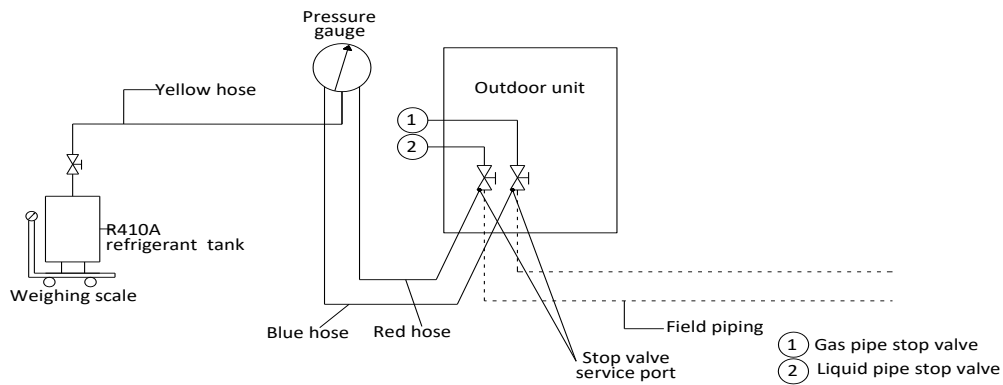 Pressure
gauge
Yellow hose
Outdoor unit
1
2
R410A
refrigerant tank
Weighing scale
Blue hose
Red hose
Field piping
Stop valve
service port
1 Gas pipe stop valve
2 Liquid pipe stop valve